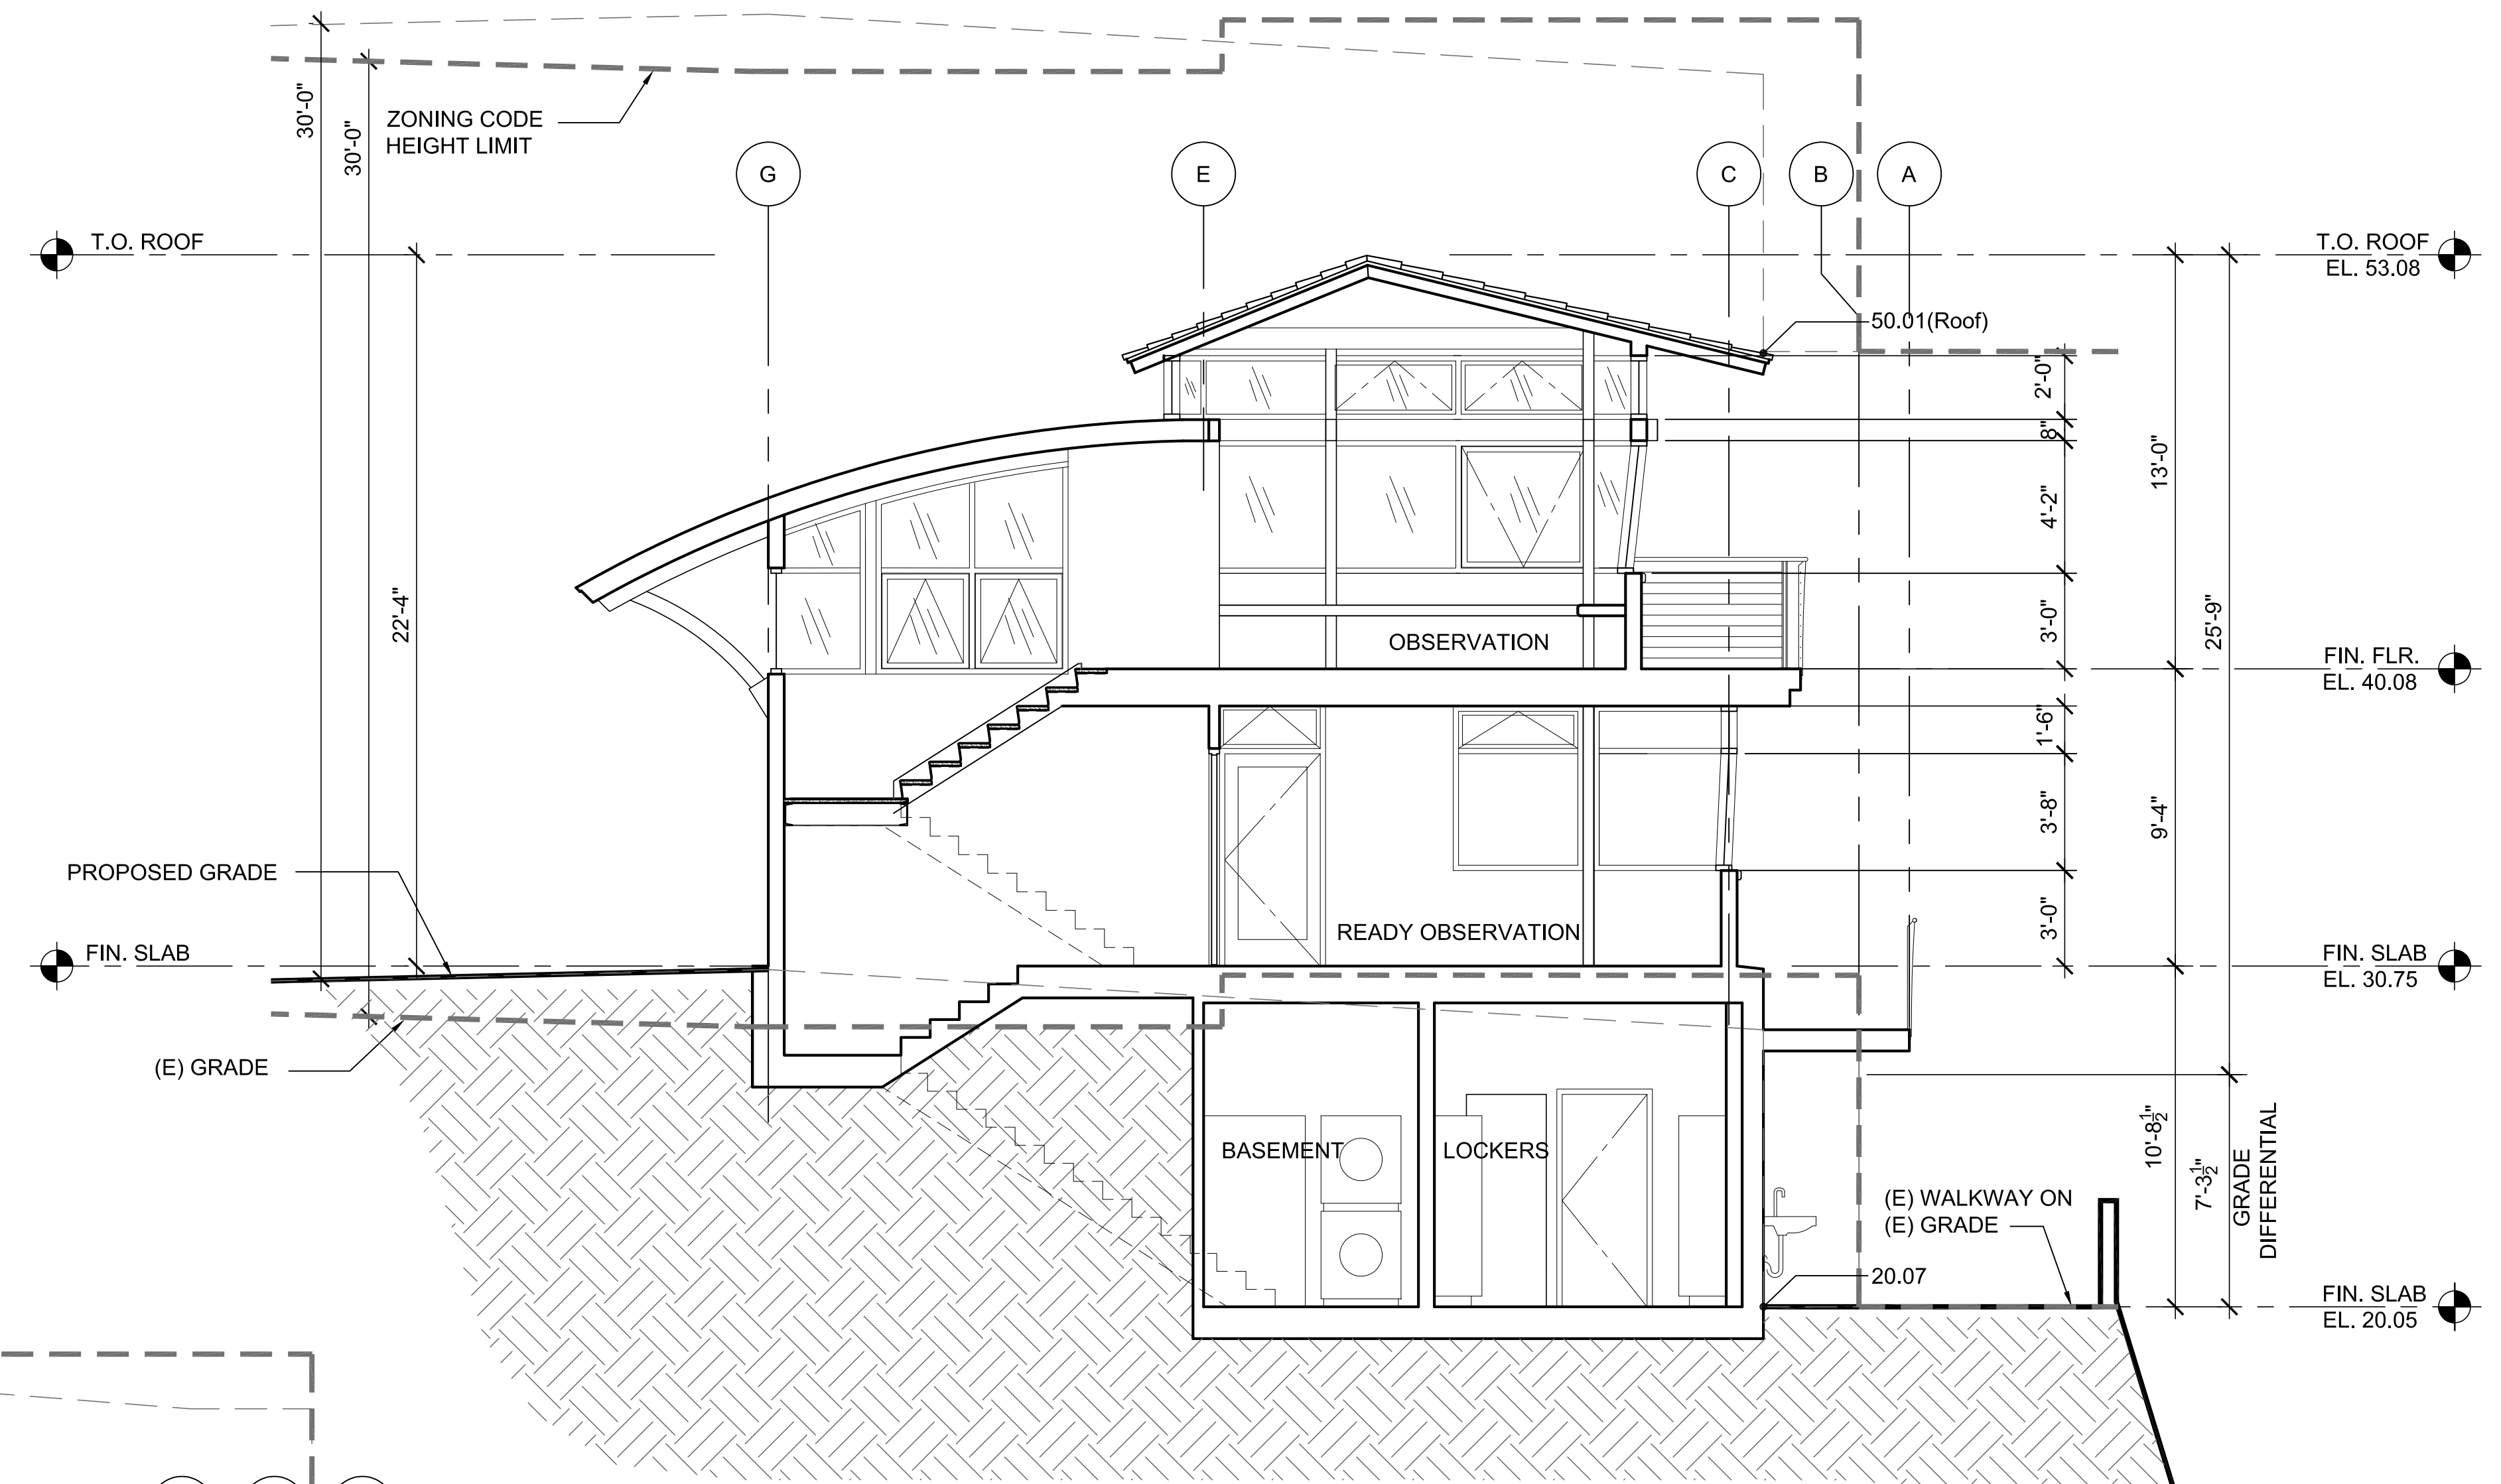 30'-0"
30'-0"
ZONING CODE
HEIGHT LIMIT
G
E
C
B
A
T.O. ROOF
T.O. ROOF
EL. 53.08
50.01(Roof)
2'-0"
8"
13'-0"
4'-2"
22'-4"
3'-0"
25'-9"
OBSERVATION
FIN. FLR.
EL. 40.08
1'-6"
3'-8"
9'-4"
PROPOSED GRADE
READY OBSERVATION
3'-0"
FIN. SLAB
FIN. SLAB
EL. 30.75
(E) GRADE
BASEMENT
LOCKERS
10'-8½"
7'-3½"
GRADE
DIFFERENTIAL
(E) WALKWAY ON
(E) GRADE
20.07
FIN. SLAB
EL. 20.05